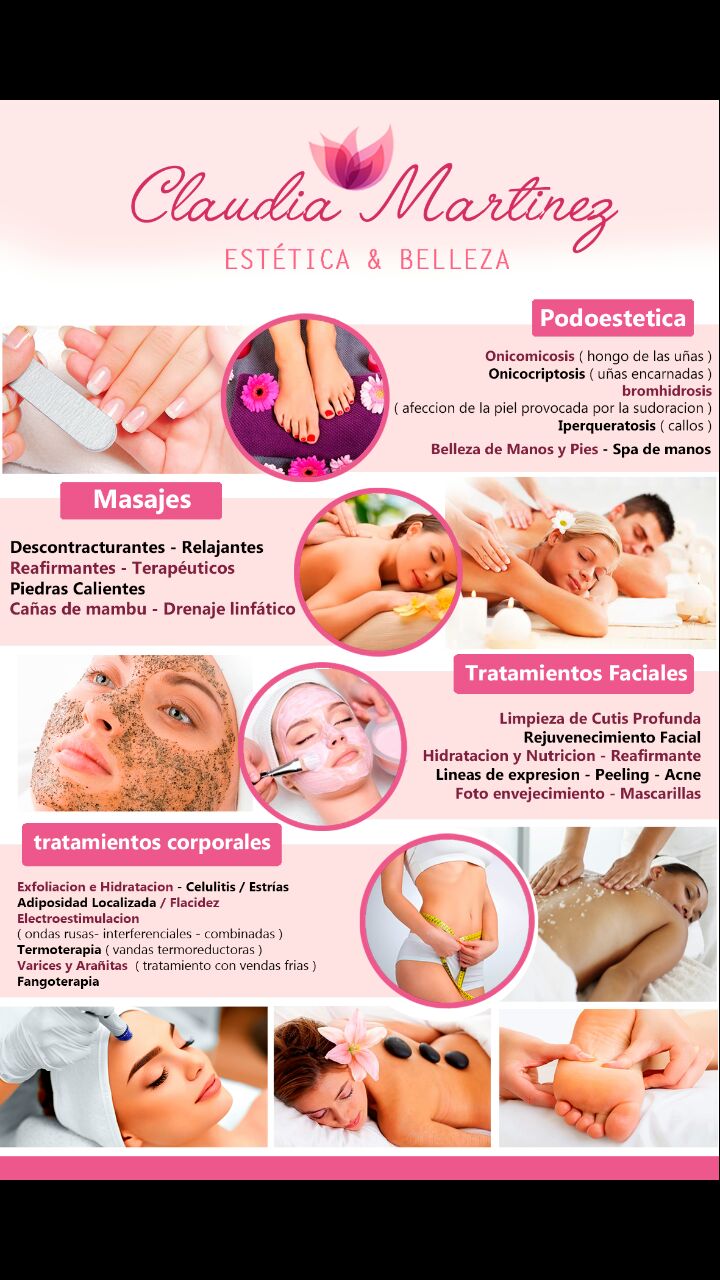 Claudia Martinez
ESTÉTICA & BELLEZA
Podoestetica
Onicomicosis ( hongo de las uñas )
Onicocriptosis ( uñas encarnadas )
bromhidrosis
( afeccion de la piel provocada por la sudoracion )
Iperqueratosis ( callos )
Belleza de Manos y Pies - Spa de manos
Masajes
Descontracturantes - Relajantes
Reafirmantes - Terapéuticos
Piedras Calientes
Cañas de mambu - Drenaje linfático
Tratamientos Faciales
Limpieza de Cutis Profunda
Rejuvenecimiento Facial
Hidratacion y Nutricion - Reafirmante
Lineas de expresion - Peeling - Acne
Foto envejecimiento - Mascarillas
tratamientos corporales
Exfoliacion e Hidratacion - Celulitis / Estrías
Adiposidad Localizada / Flacidez
Electroestimulacion
( ondas rusas- interferenciales - combinadas )
Termoterapia ( vandas termoreductoras )
Varices y Arañitas ( tratamiento con vendas frias )
Fangoterapia